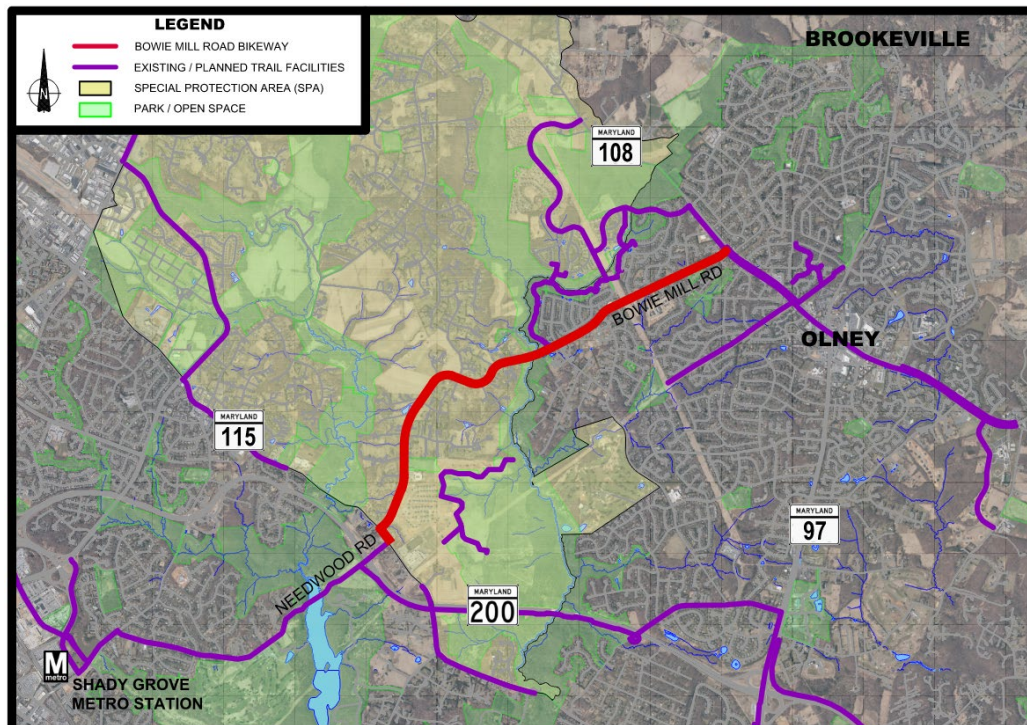 LEGEND
BOWIE MILL ROAD BIKEWAY
EXISTING / PLANNED TRAIL FACILITIES
SPECIAL PROTECTION AREA (SPA)
PARK / OPEN SPACE
N
BROOKEVILLE
MARYLAND
108
BOWIE MILL RD
OLNEY
MARYLAND
115
MARYLAND
97
NEEDWOOD RD
MARYLAND
200
M
metro
SHADY GROVE
METRO STATION